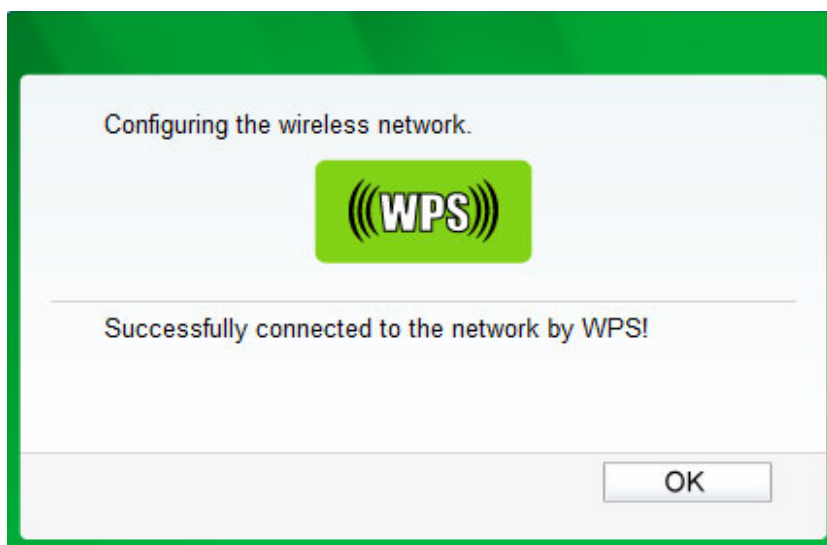 Configuring the wireless network.
(((WPS)))
Successfully connected to the network by WPS!
OK